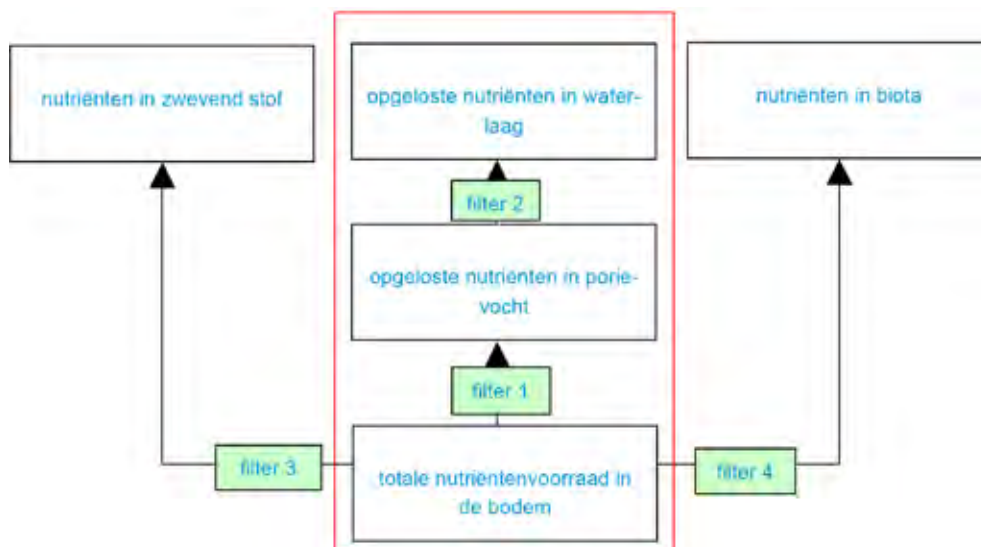 nutriënten in zwevend stof
opgeloste nutriënten in water-
laag
nutriënten in biota
filter 2
opgeloste nutriënten in porie-
vocht
filter 1
filter 3
totale nutriëntenvoorraad in
de bodem
filter 4